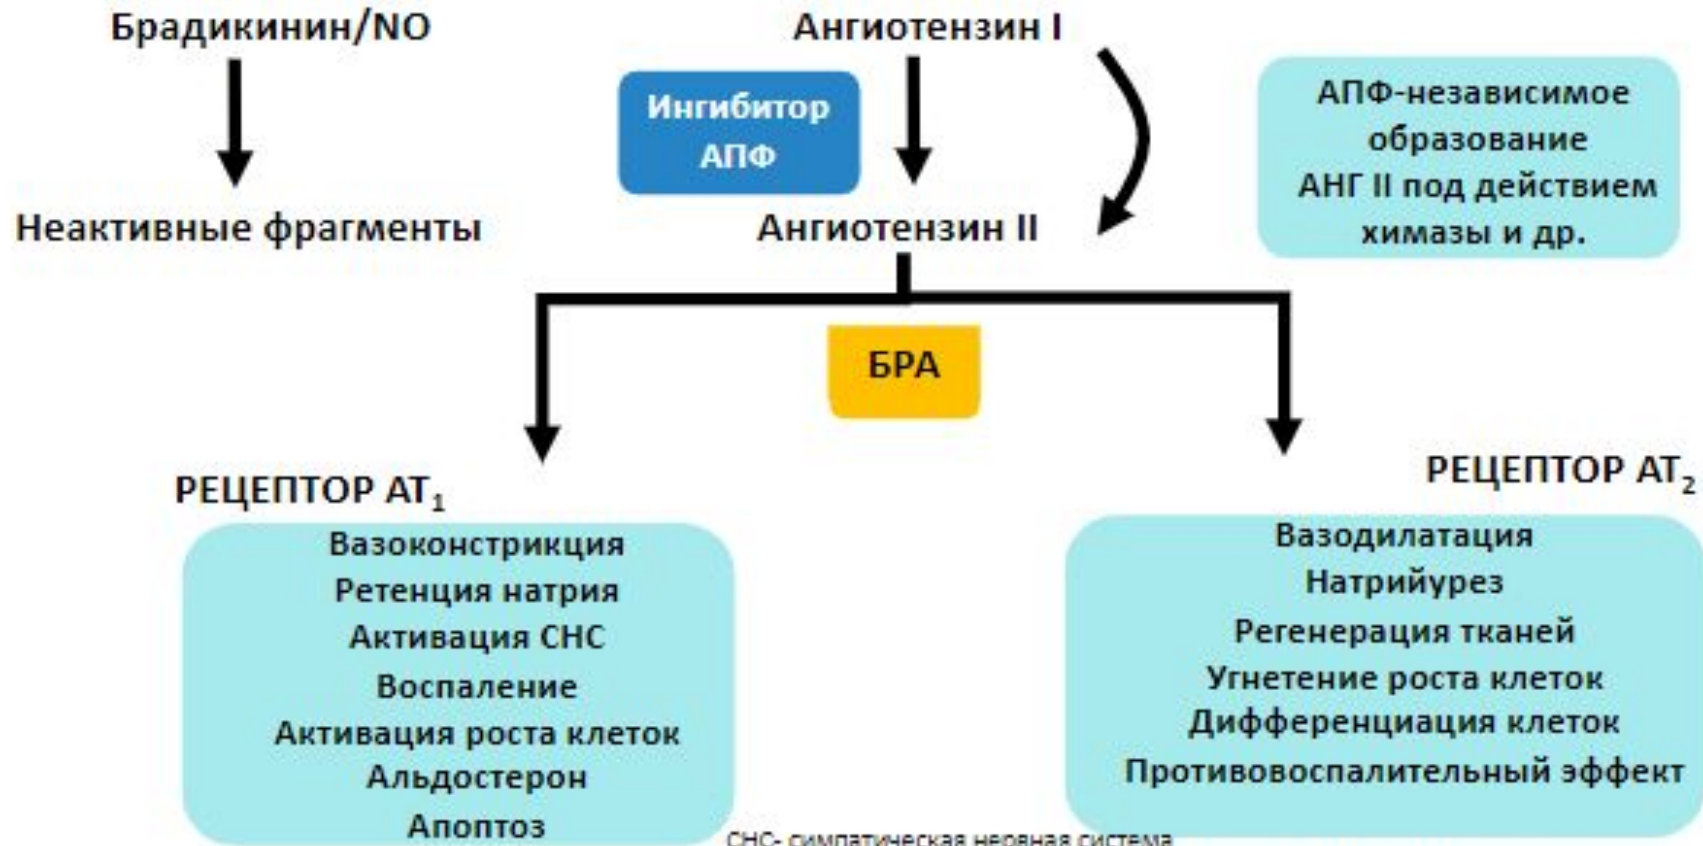 Брадикинин/NO
Ангиотензин I
Ингибитор
АПФ
АПФ-независимое
образование
АНГ II под действием
химазы и др.
Неактивные фрагменты
Ангиотензин II
БРА
РЕЦЕПТОР АТ₁
Вазоконстрикция
Ретенция натрия
Активация СНС
Воспаление
Активация роста клеток
Альдостерон
Апоптоз
РЕЦЕПТОР АТ₂
Вазодилатация
Натрийурез
Регенерация тканей
Угнетение роста клеток
Дифференциация клеток
Противовоспалительный эффект
СНС- симпатическая нервная система